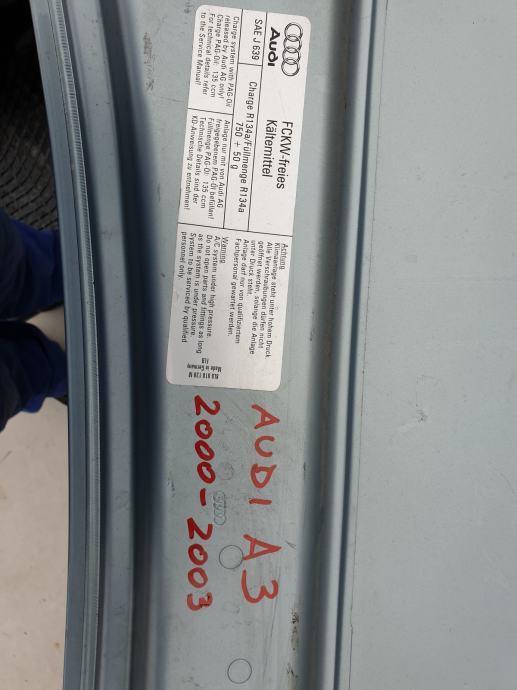 Audi
SAE J 639
FCKW-freies
Kältemittel
Charge R134a/Füllmenge R134a
750 + 50 g
Charge system with PAG-Oil
released by Audi AG only!
Charge PAG-Oil: 135 ccm
For technical details refer
to the Service Manual!
Anlage nur mit von Audi AG
freigegebenem PAG-Öl befüllen!
Füllmenge PAG-Öl: 135 ccm
Technische Details sind der
KD-Anweisung zu entnehmen!
Achtung
Klimaanlage steht unter hohem Druck
Alle Verschraubungen dürfen nicht
geöffnet werden, solange die Anlage
unter Druck steht.
Anlage darf nur von qualifiziertem
Fachpersonal gewartet werden.
Warning
A/C system under high pressure.
Do not open parts and fittings as long
as the system is under pressure.
System to be serviced by qualified
personnel only.
8L0 010 128 M
Made in Germany
AUDI A3
2000-2003